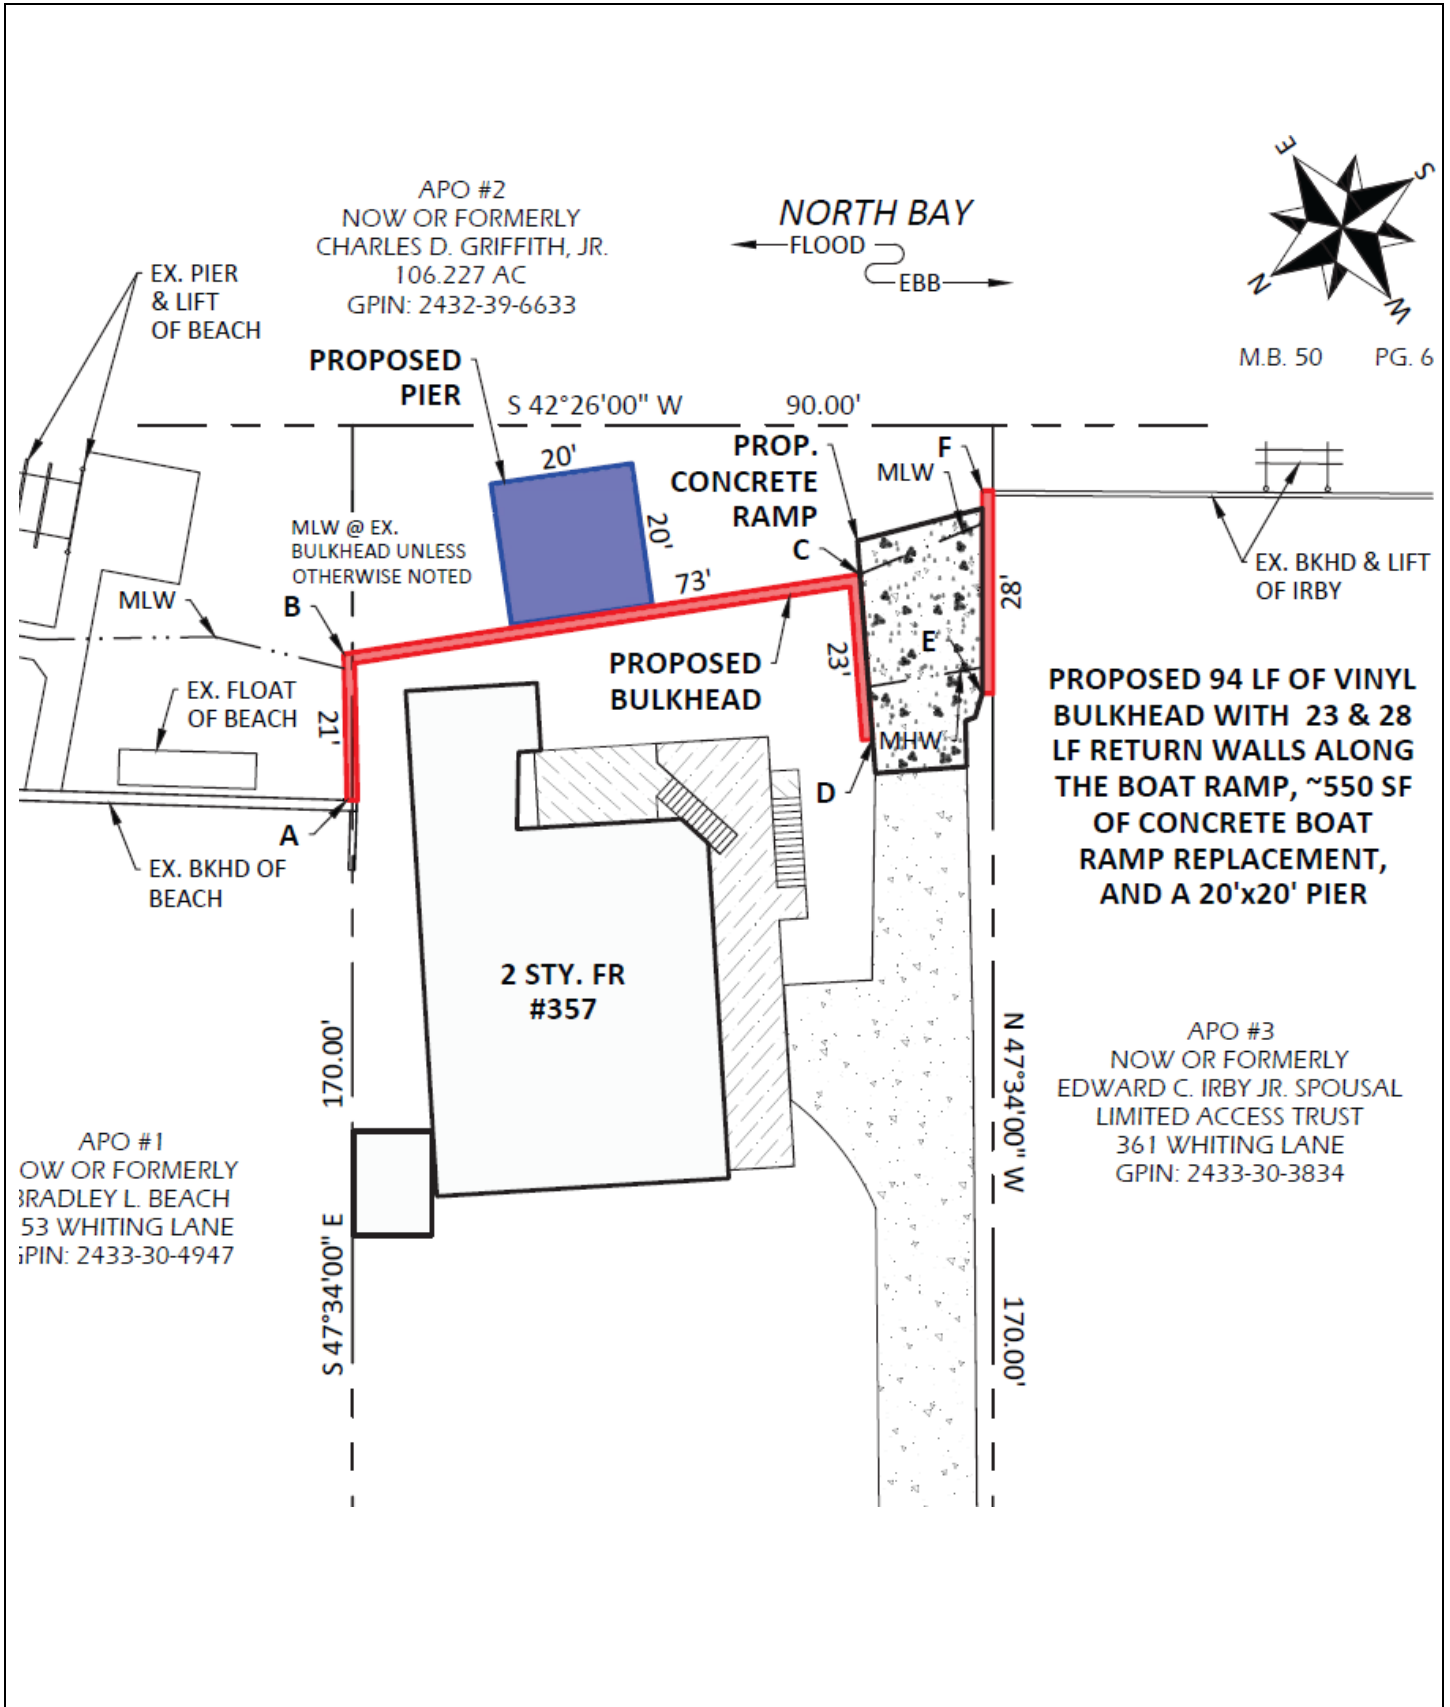 E
S
N
W
M.B. 50 PG. 6
APO #2
NOW OR FORMERLY
CHARLES D. GRIFFITH, JR.
106.227 AC
GPIN: 2432-39-6633
NORTH BAY
FLOOD
EBB
EX. PIER
& LIFT
OF BEACH
PROPOSED
PIER
S 42°26'00" W 90.00'
20'
20'
PROP.
CONCRETE
RAMP
MLW
F
C
MLW @ EX.
BULKHEAD UNLESS
OTHERWISE NOTED
73'
MLW
B
EX. BKHD & LIFT
OF IRBY
28'
E
23'
PROPOSED
BULKHEAD
EX. FLOAT
OF BEACH
21'
MHW
D
A
EX. BKHD OF
BEACH
PROPOSED 94 LF OF VINYL
BULKHEAD WITH 23 & 28
LF RETURN WALLS ALONG
THE BOAT RAMP, ~550 SF
OF CONCRETE BOAT
RAMP REPLACEMENT,
AND A 20'x20' PIER
2 STY. FR
#357
S 47°34'00" E 170.00'
N 47°34'00" W 170.00'
APO #1
OW OR FORMERLY
BRADLEY L. BEACH
53 WHITING LANE
GPIN: 2433-30-4947
APO #3
NOW OR FORMERLY
EDWARD C. IRBY JR. SPOUSAL
LIMITED ACCESS TRUST
361 WHITING LANE
GPIN: 2433-30-3834